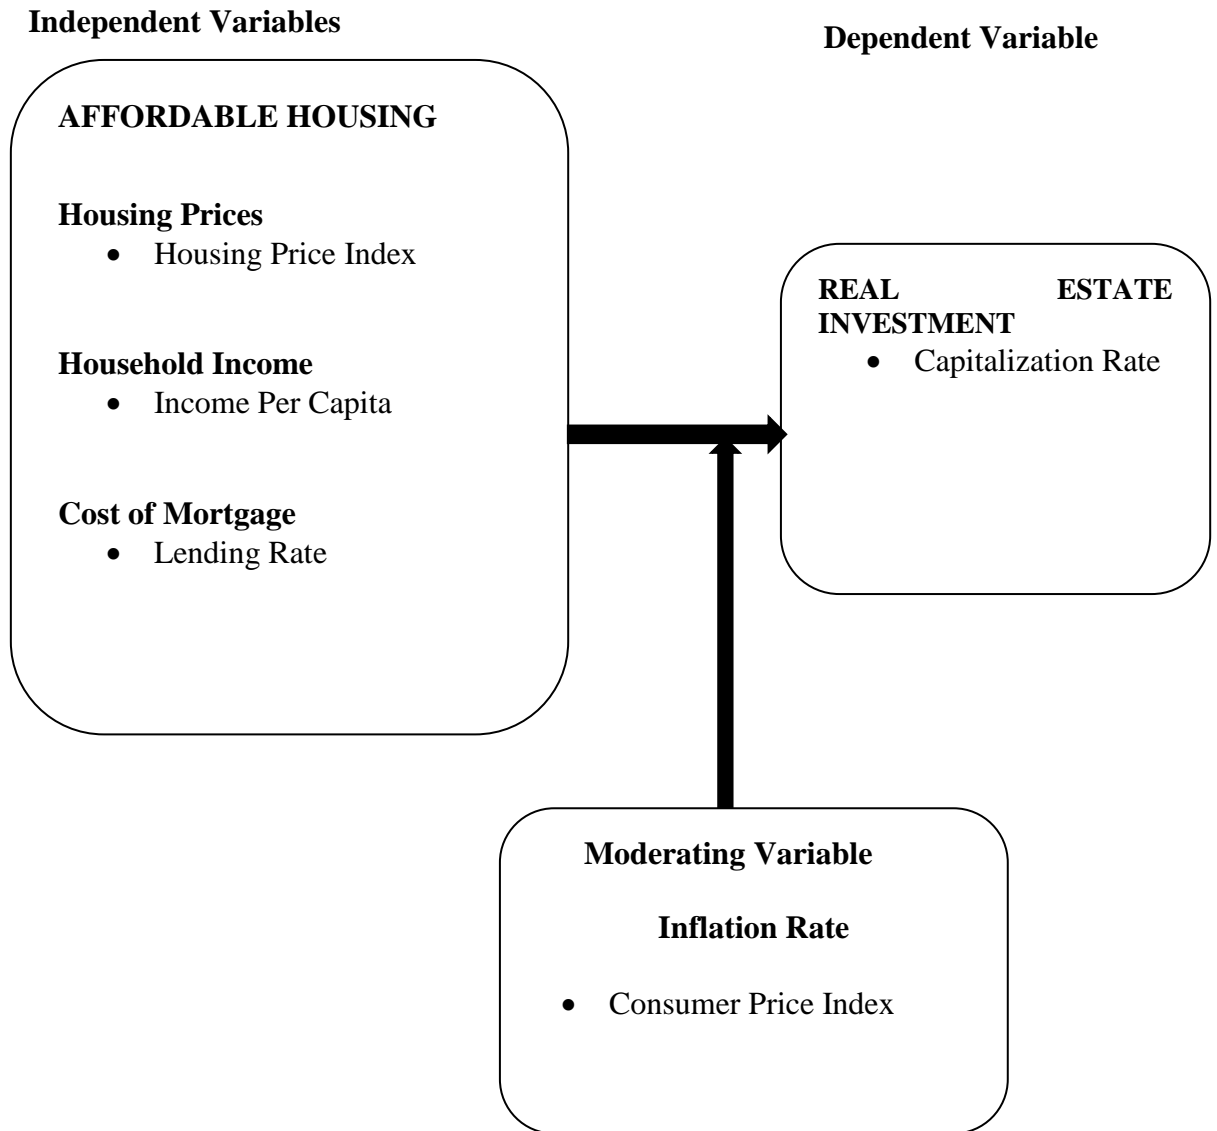 Independent Variables
Dependent Variable
AFFORDABLE HOUSING
Housing Prices
• Housing Price Index
Household Income
• Income Per Capita
Cost of Mortgage
• Lending Rate
REAL ESTATE
INVESTMENT
• Capitalization Rate
Moderating Variable
Inflation Rate
• Consumer Price Index